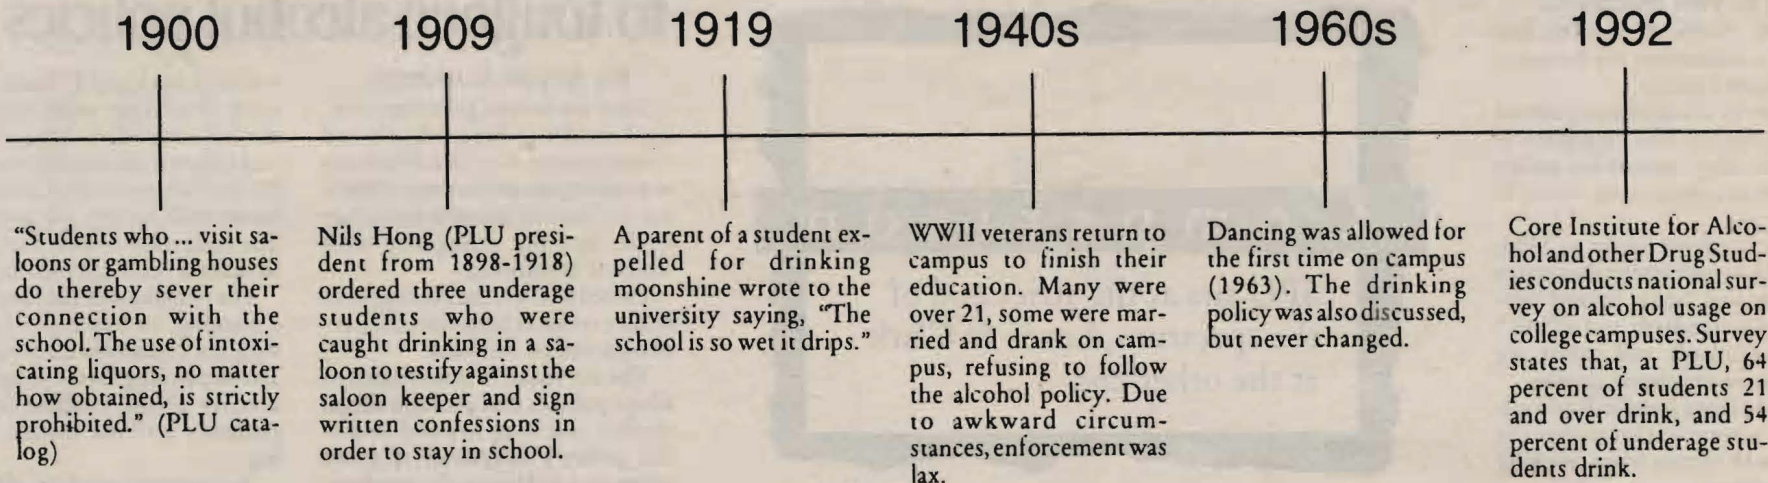 1900
"Students who ... visit sa-
loons or gambling houses
do thereby sever their
connection with the
school. The use of intoxi-
cating liquors, no matter
how obtained, is strictly
prohibited." (PLU cata-
log)
1909
Nils Hong (PLU presi-
dent from 1898-1918)
ordered three underage
students who were
caught drinking in a sa-
loon to testify against the
saloon keeper and sign
written confessions in
order to stay in school.
1919
A parent of a student ex-
pelled for drinking
moonshine wrote to the
university saying, "The
school is so wet it drips."
1940s
WWII veterans return to
campus to finish their
education. Many were
over 21, some were mar-
ried and drank on cam-
pus, refusing to follow
the alcohol policy. Due
to awkward circum-
stances, enforcement was
lax.
1960s
Dancing was allowed for
the first time on campus
(1963). The drinking
policy was also discussed,
but never changed.
1992
Core Institute for Alco-
hol and other Drug Stud-
ies conducts national sur-
vey on alcohol usage on
college campuses. Survey
states that, at PLU, 64
percent of students 21
and over drink, and 54
percent of underage stu-
dents drink.